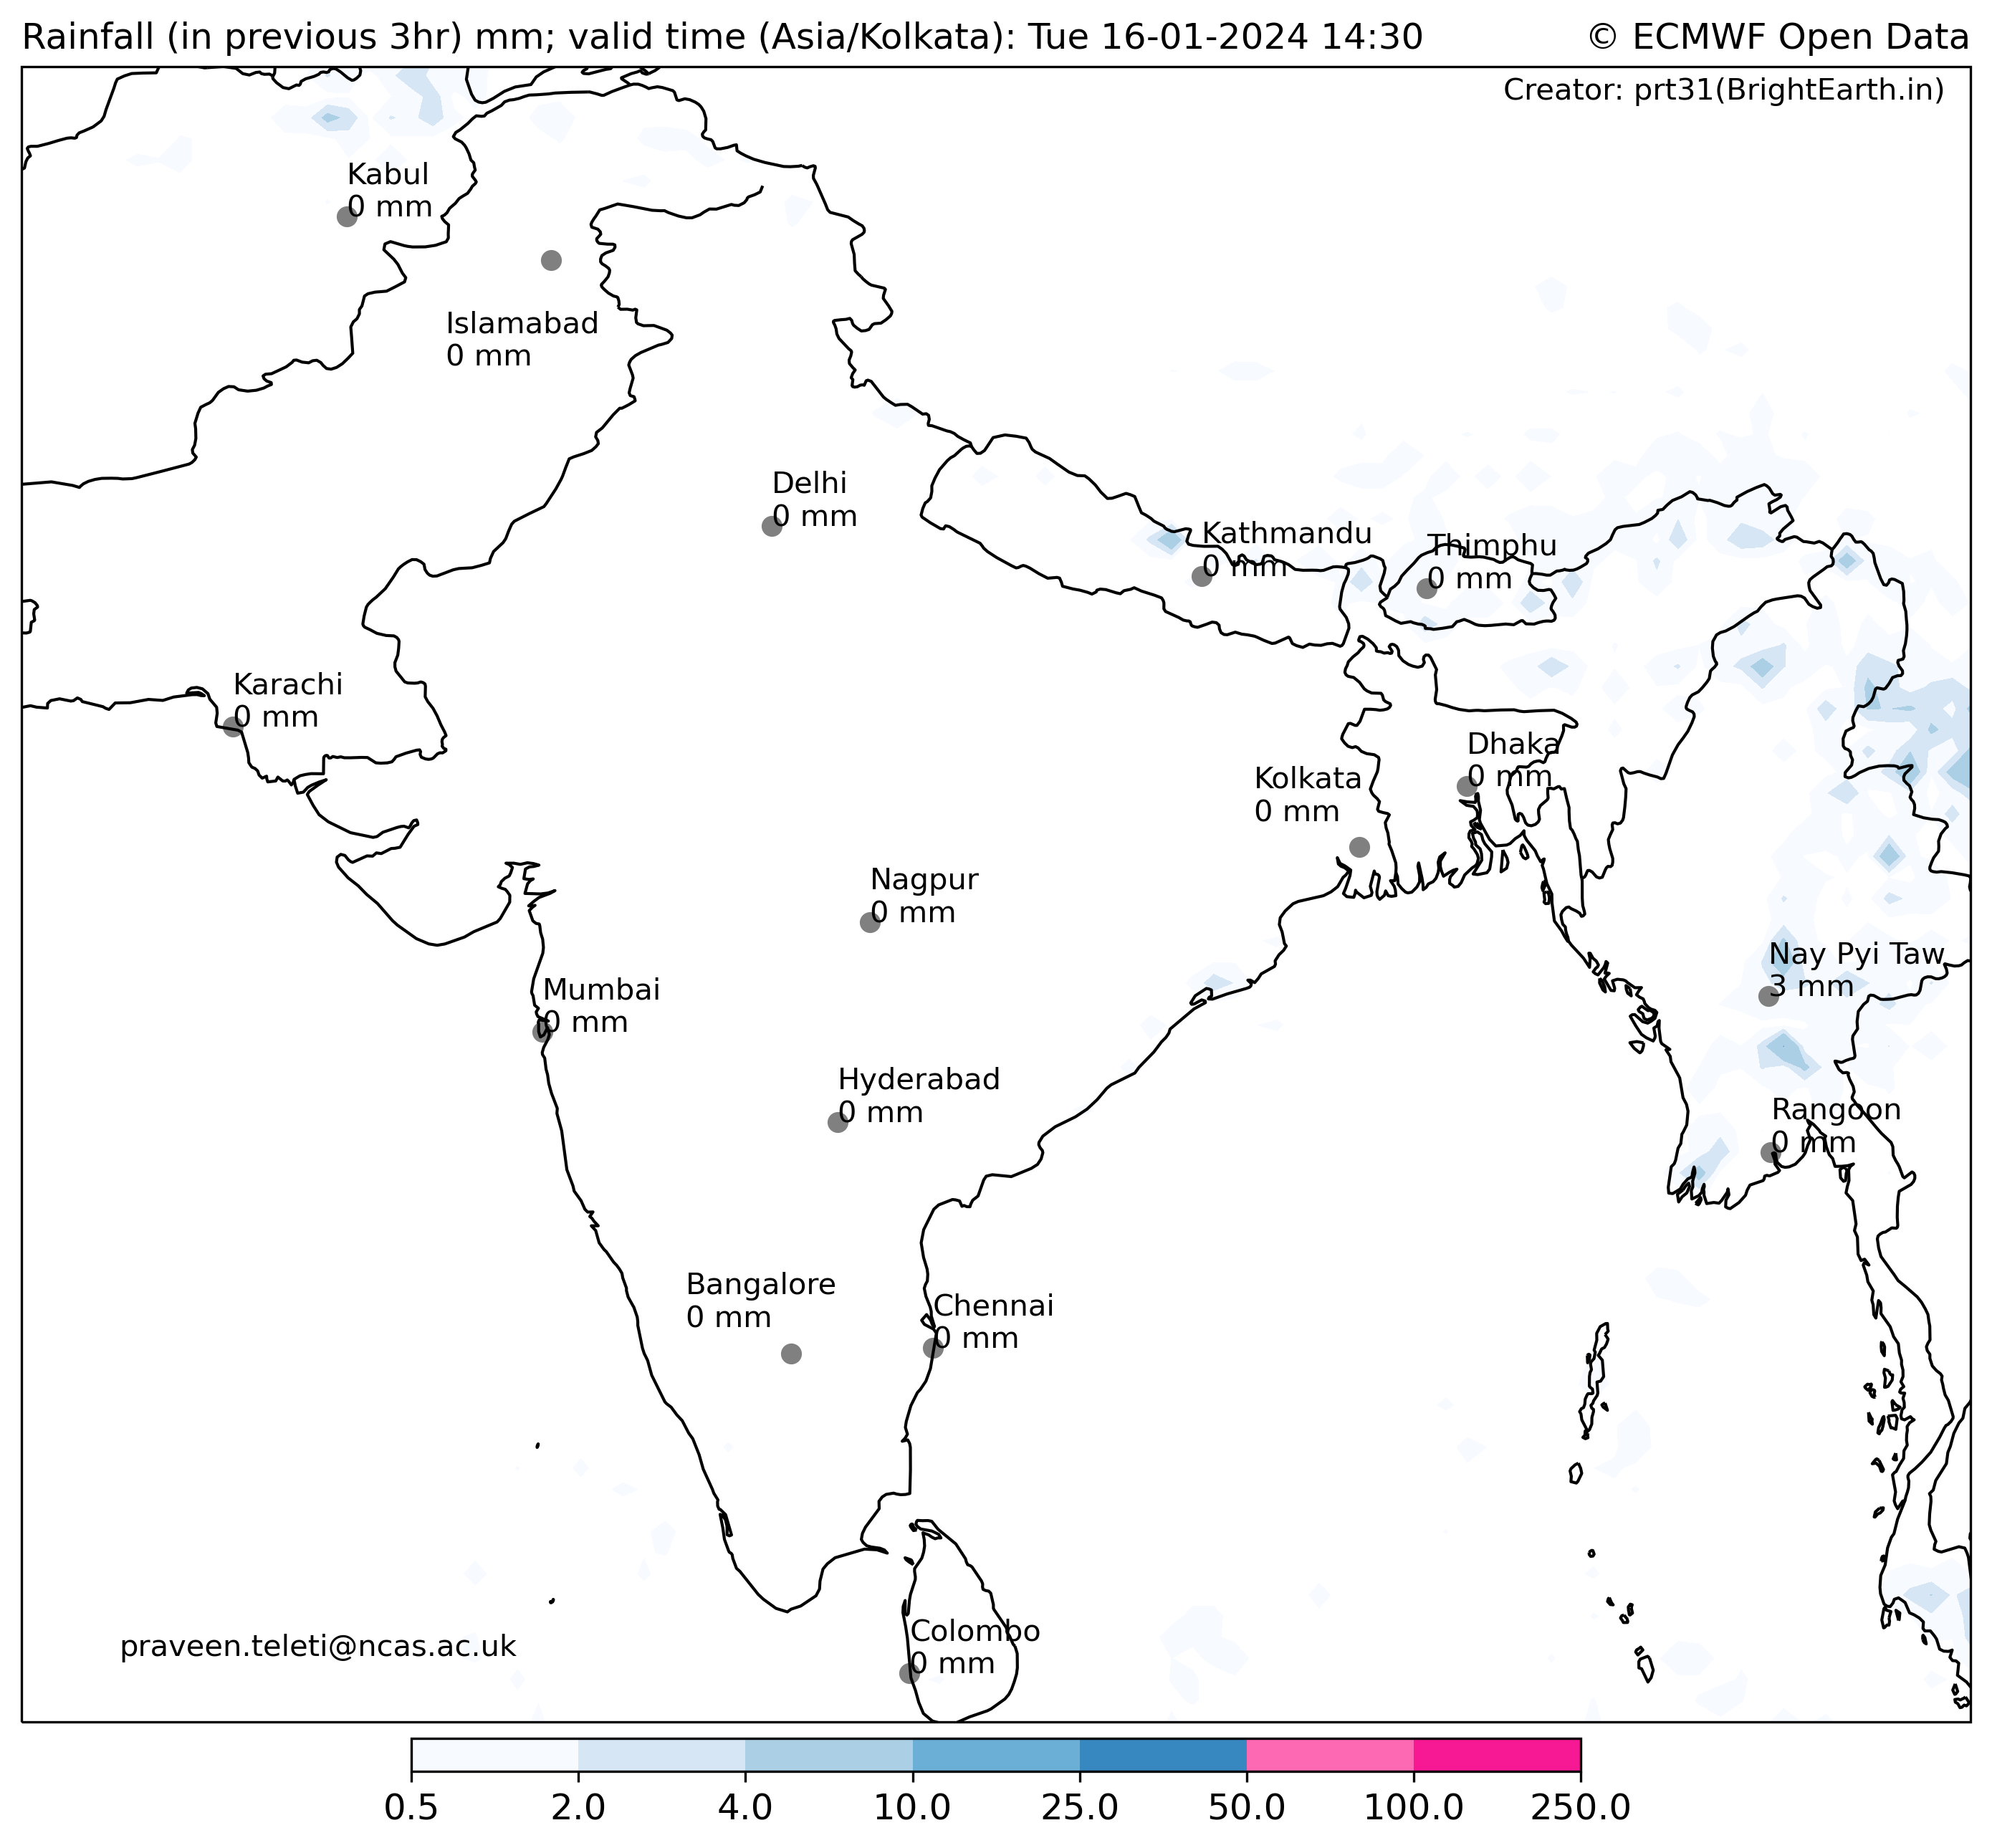 Rainfall (in previous 3hr) mm; valid time (Asia/Kolkata): Tue 16-01-2024 14:30
© ECMWF Open Data
Creator: prt31(BrightEarth.in)
Kabul
0 mm
Islamabad
0 mm
Delhi
0 mm
Kathmandu
0 mm
Thimphu
0 mm
Karachi
0 mm
Dhaka
0 mm
Kolkata
0 mm
Nagpur
0 mm
Nay Pyi Taw
3 mm
Mumbai
0 mm
Hyderabad
0 mm
Rangoon
0 mm
Bangalore
0 mm
Chennai
0 mm
Colombo
0 mm
praveen.teleti@ncas.ac.uk
0.5 2.0 4.0 10.0 25.0 50.0 100.0 250.0